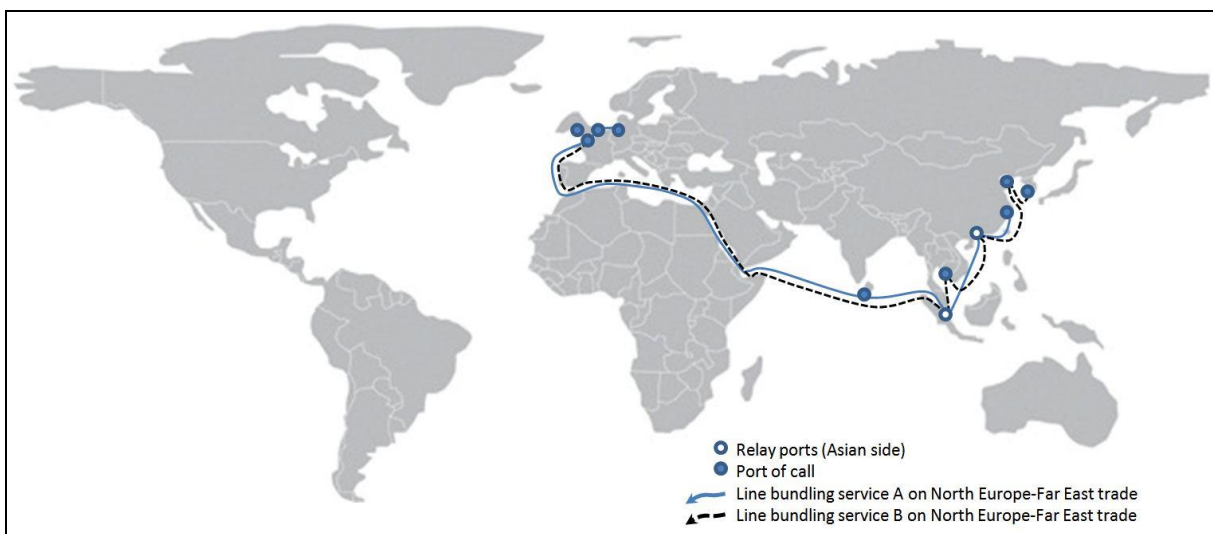 Relay ports (Asian side)
Port of call
Line bundling service A on North Europe-Far East trade
Line bundling service B on North Europe-Far East trade